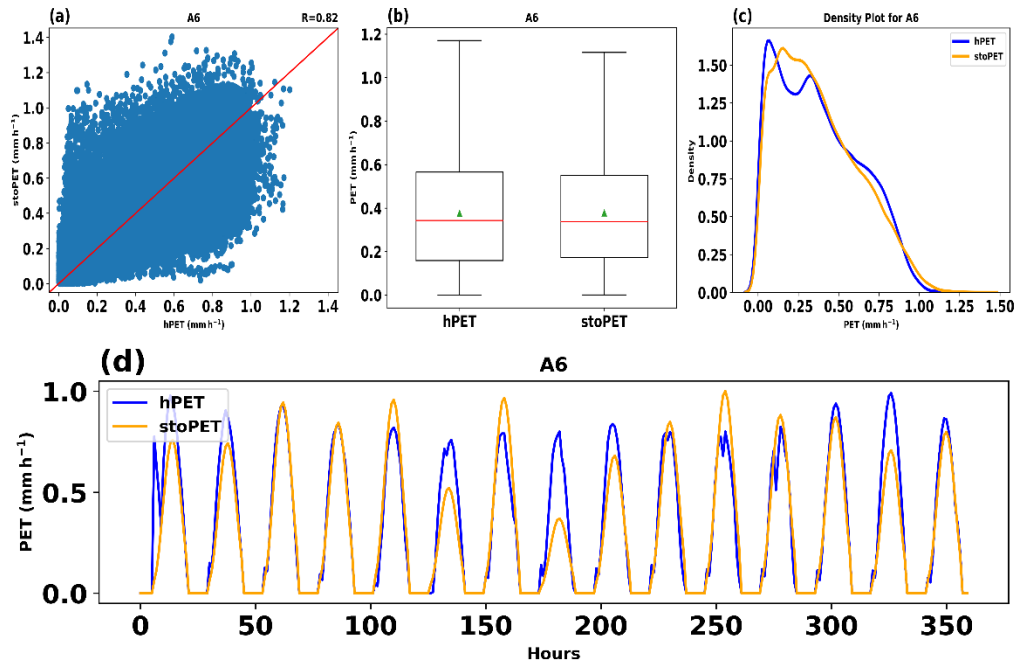 (a) A6 R=0.82
1.4
1.2
1.0
0.8
0.6
0.4
0.2
0.0
stoPET (mm h⁻¹)
0.0 0.2 0.4 0.6 0.8 1.0 1.2 1.4
hPET (mm h⁻¹)
(b) A6
1.2
1.0
0.8
0.6
0.4
0.2
0.0
PET (mm h⁻¹)
hPET stoPET
(c) Density Plot for A6
hPET
stoPET
1.50
1.25
1.00
0.75
0.50
0.25
0.00
Density
0.00 0.25 0.50 0.75 1.00 1.25 1.50
PET (mm h⁻¹)
(d) A6
hPET
stoPET
1.0
0.5
0.0
PET (mm h⁻¹)
0 50 100 150 200 250 300 350
Hours